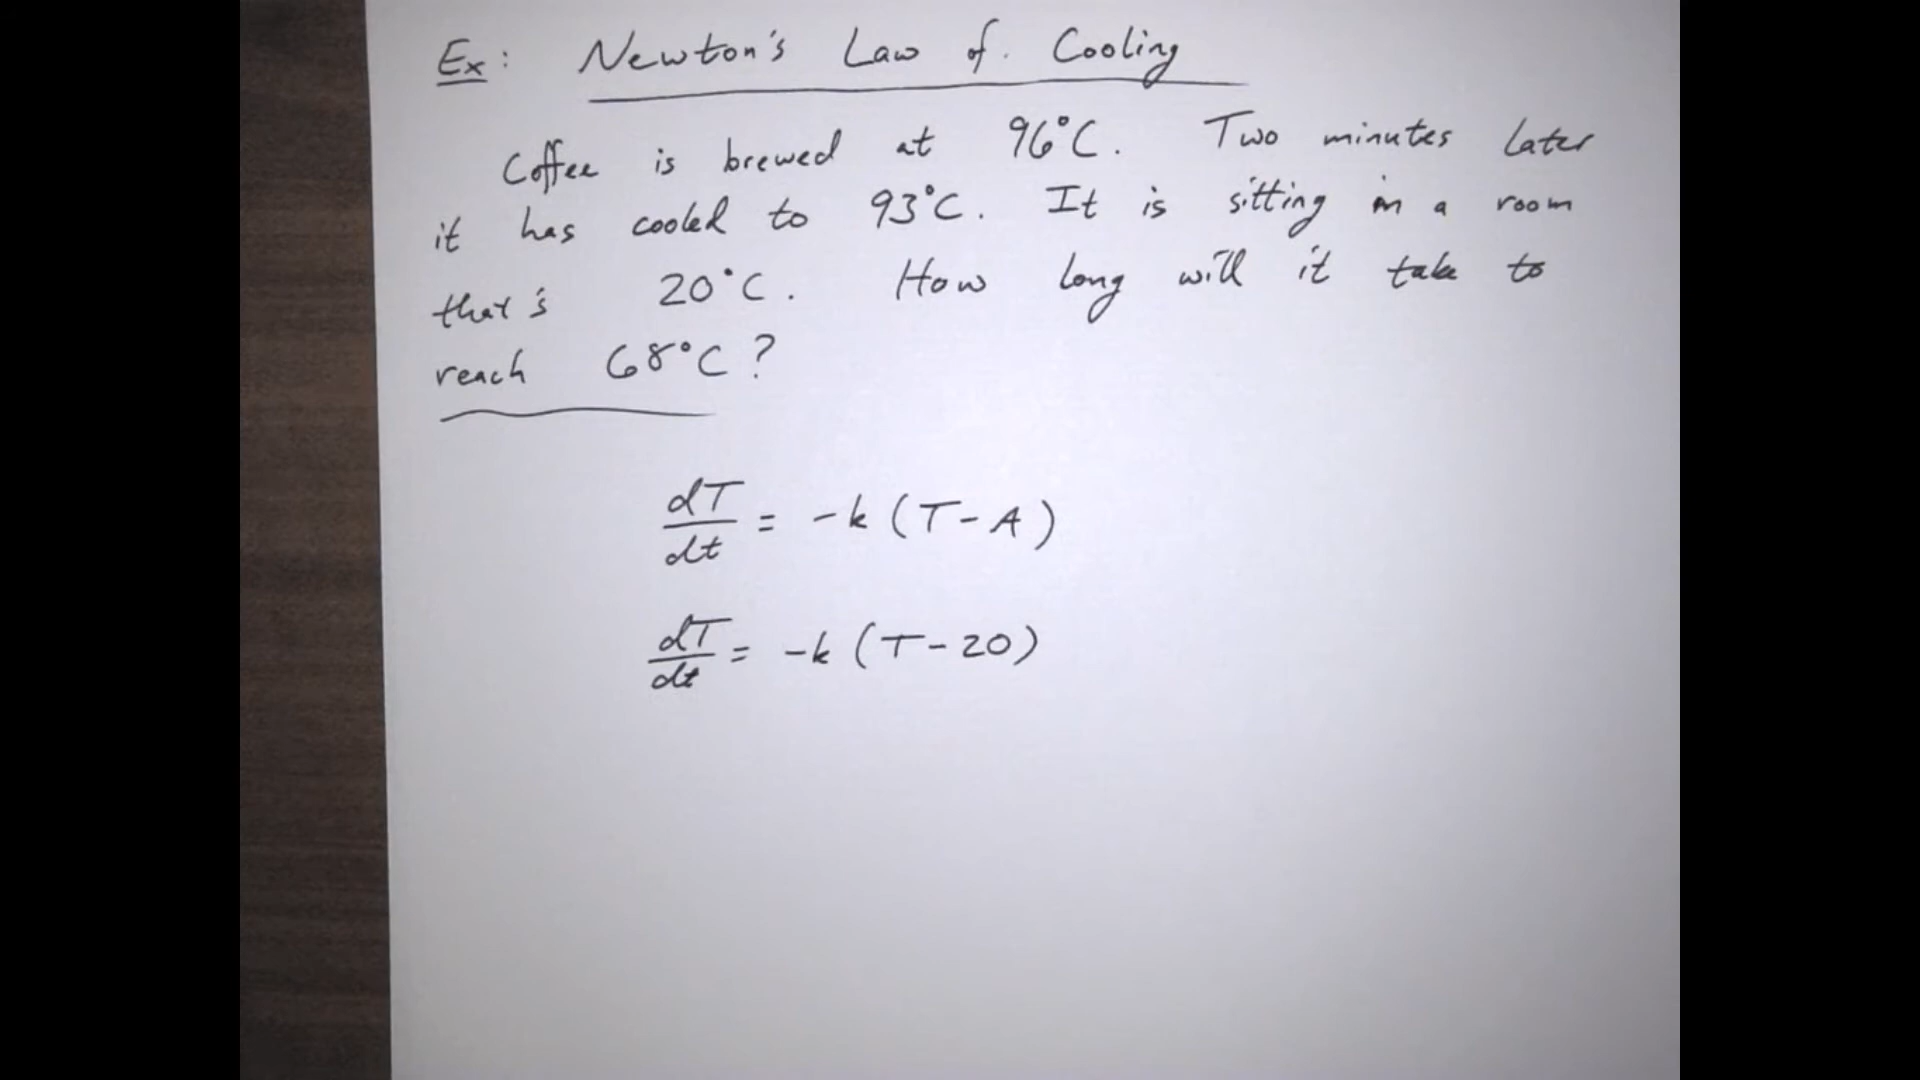 Ex: Newton's Law of. Cooling
Coffee is brewed at 96°C. Two minutes later
it has cooled to 93°C. It is sitting in a room
that's 20°C. How long will it take to
reach 68°C?
dT/dt = -k (T-A)
dT/dt = -k (T-20)